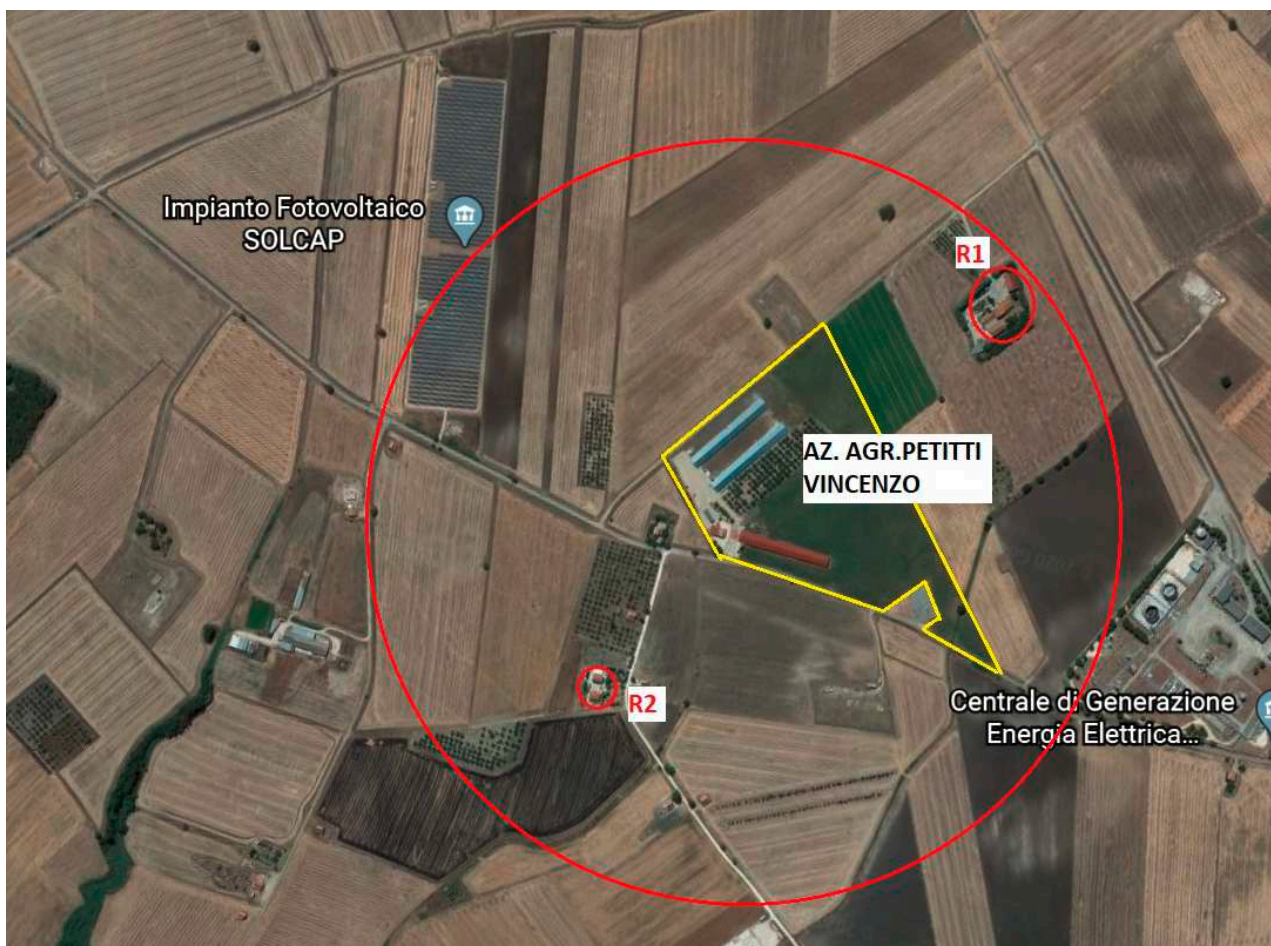 Impianto Fotovoltaico
SOLCAP
R1
AZ. AGR.PETITTI
VINCENZO
R2
Centrale di Generazione
Energia Elettrica...